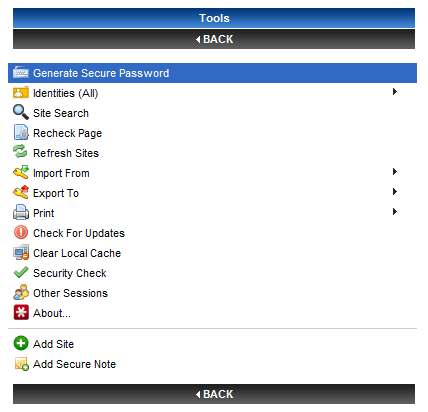 Tools
BACK
Generate Secure Password
Identities (All)
Site Search
Recheck Page
Refresh Sites
Import From
Export To
Print
Check For Updates
Clear Local Cache
Security Check
Other Sessions
About...
Add Site
Add Secure Note
BACK